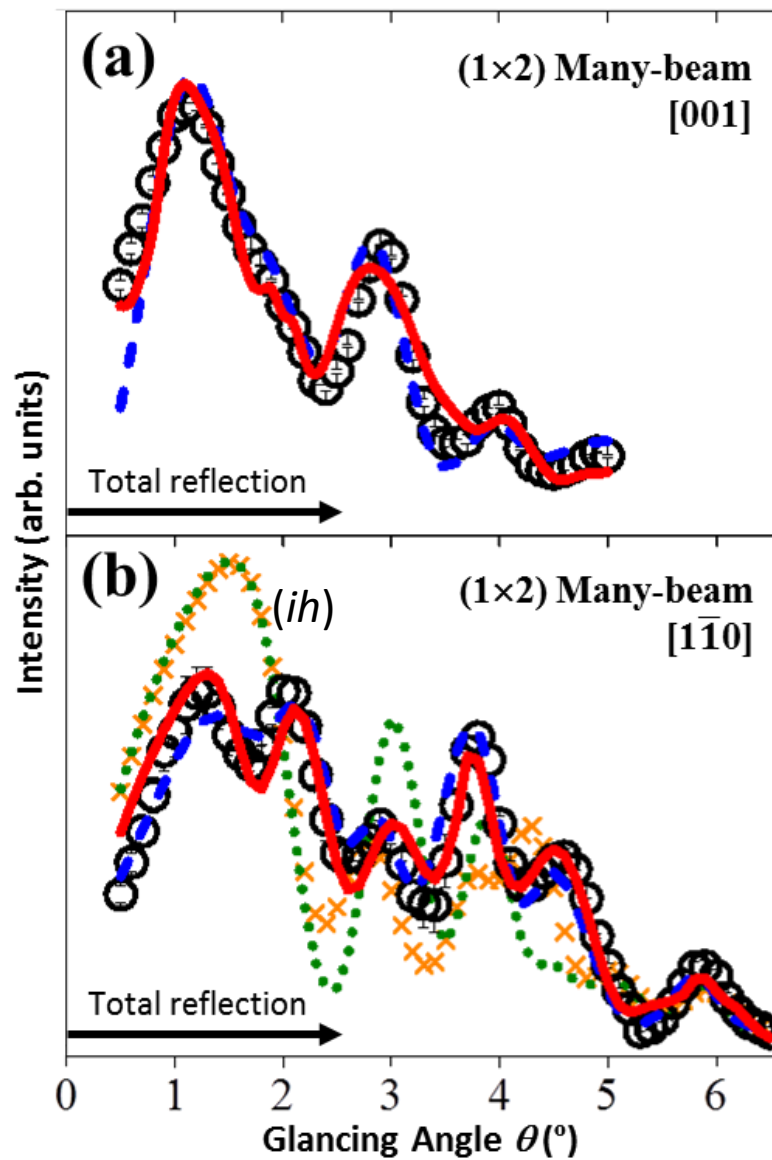 (a)
(1×2) Many-beam
[001]
Total reflection
(b)
(1×2) Many-beam
[11̅0]
(ih)
Total reflection
Intensity (arb. units)
0 1 2 3 4 5 6
Glancing Angle θ (°)